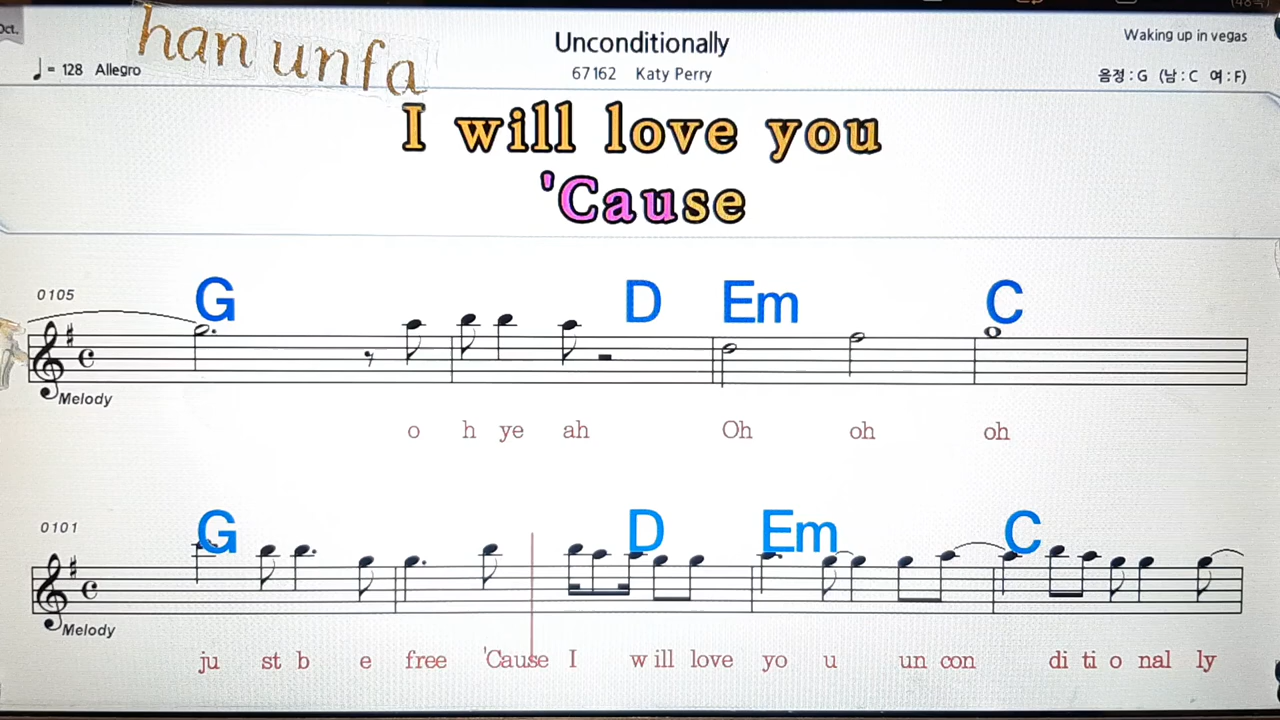 Oct.
han unfa
Unconditionally
Waking up in vegas
♩ = 128 Allegro
67162 Katy Perry
음정 : G (남 : C 여 : F)
I will love you
'Cause
G D Em C
0105
Melody
o h ye ah Oh oh oh
G D Em C
0101
Melody
ju st b e free 'Cause I w ill love yo u un con di ti o nal ly